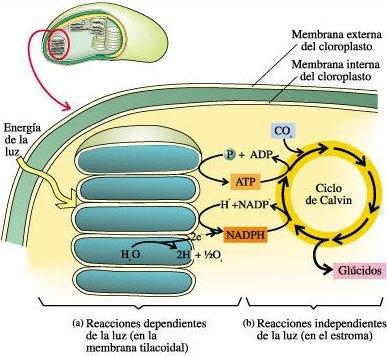 Membrana externa
del cloroplasto
Membrana interna
del cloroplasto
Energía
de la
luz
CO₂
P + ADP
ATP
H⁺+NADP⁺
NADPH
2e⁻
H₂O
2H⁺ + ½O₂
Ciclo
de Calvin
Glúcidos
(a) Reacciones dependientes
de la luz (en la
membrana tilacoidal)
(b) Reacciones independientes
de la luz (en el estroma)